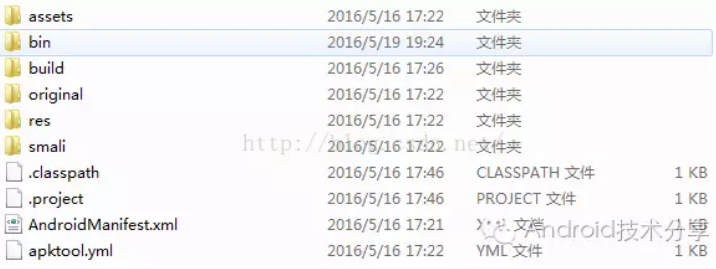 assets 2016/5/16 17:22 文件夹
bin 2016/5/19 19:24 文件夹
build 2016/5/16 17:26 文件夹
original 2016/5/16 17:22 文件夹
res 2016/5/16 17:22 文件夹
smali 2016/5/16 17:22 文件夹
.classpath 2016/5/16 17:46 CLASSPATH 文件 1 KB
.project 2016/5/16 17:46 PROJECT 文件 1 KB
AndroidManifest.xml 2016/5/16 17:21 文档 1 KB
apktool.yml 2016/5/16 17:22 YML 文件 1 KB
http://blog.csdn.net/
Android技术分享